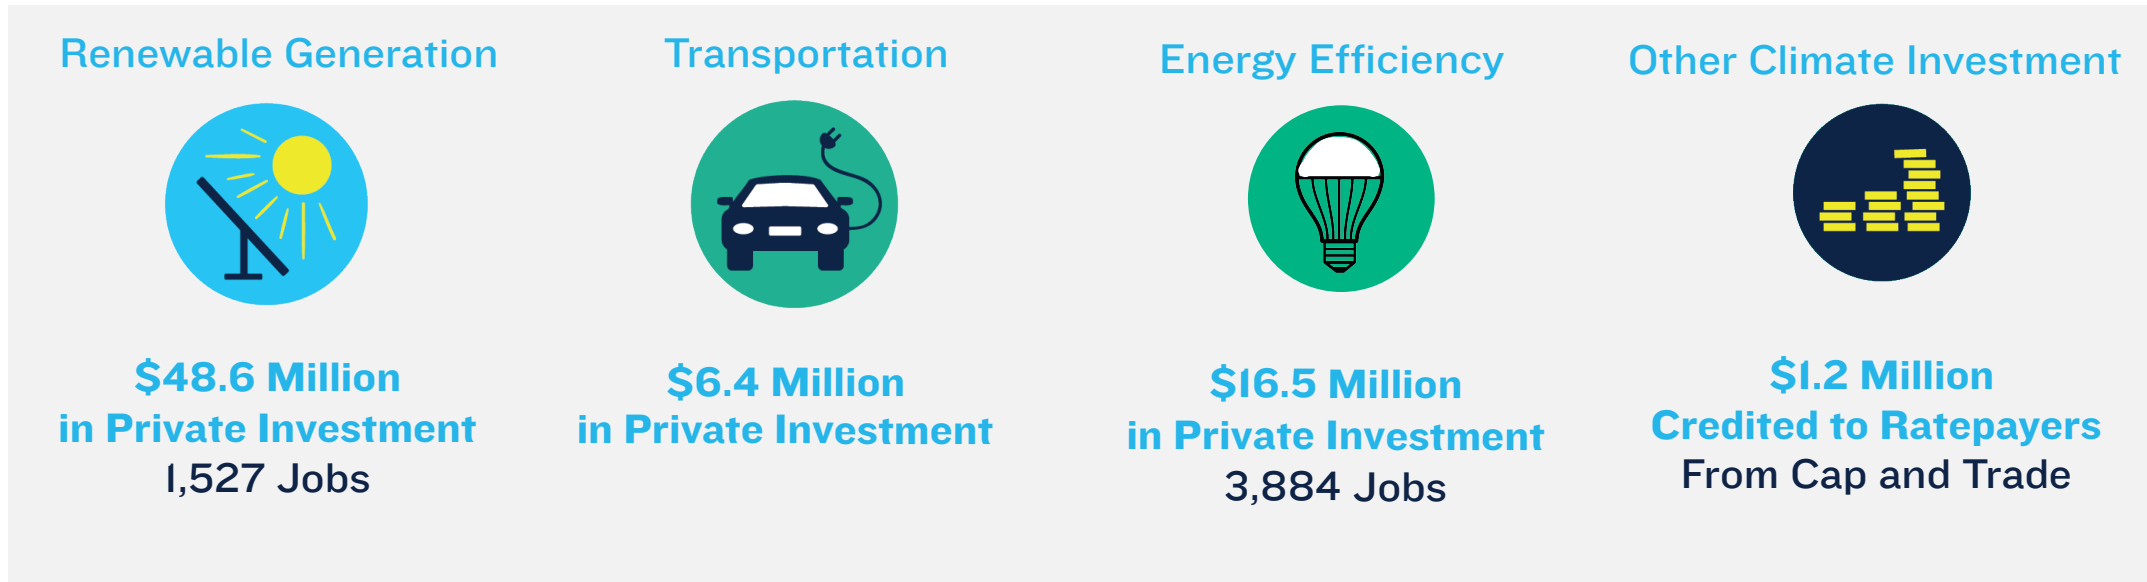 Renewable Generation
$48.6 Million
in Private Investment
1,527 Jobs
Transportation
$6.4 Million
in Private Investment
Energy Efficiency
$16.5 Million
in Private Investment
3,884 Jobs
Other Climate Investment
$1.2 Million
Credited to Ratepayers
From Cap and Trade